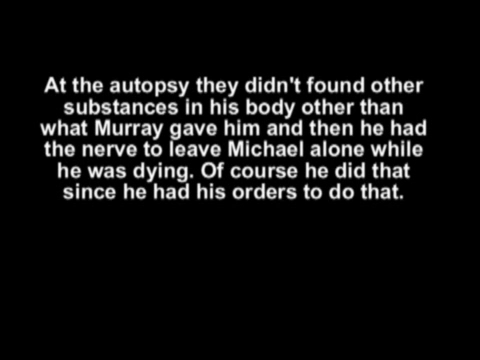 At the autopsy they didn't found other
substances in his body other than
what Murray gave him and then he had
the nerve to leave Michael alone while
he was dying. Of course he did that
since he had his orders to do that.